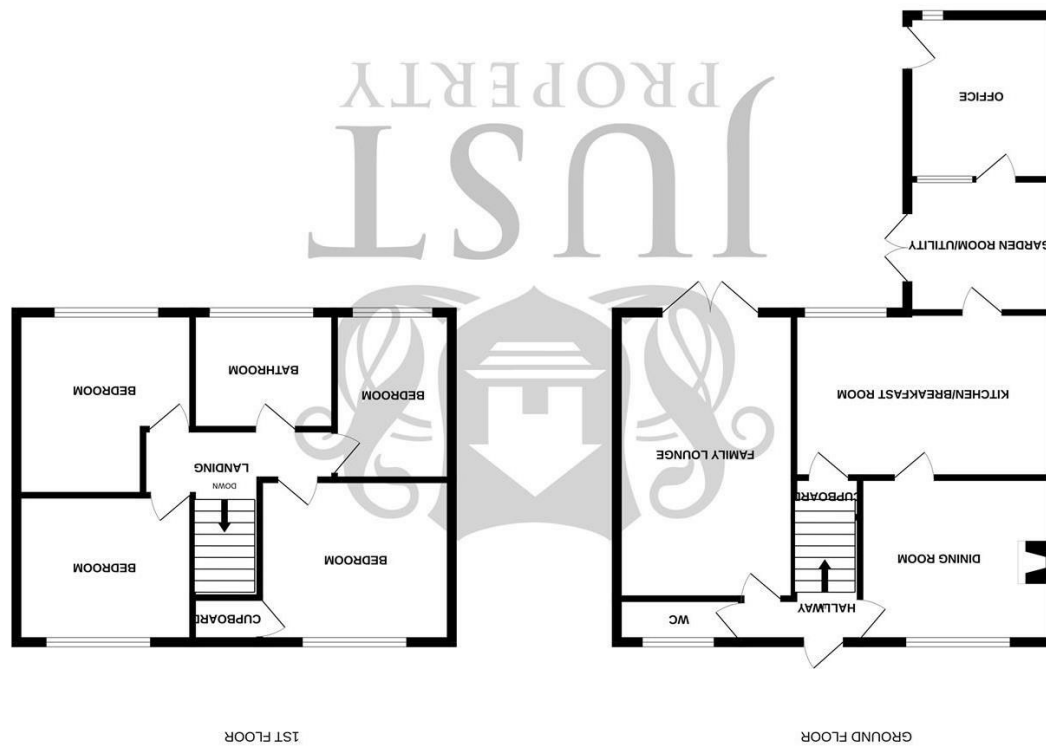 GROUND FLOOR
HALLWAY
WC
DINING ROOM
CUPBOARD
FAMILY LOUNGE
KITCHEN/BREAKFAST ROOM
GARDEN ROOM/UTILITY
OFFICE
1ST FLOOR
CUPBOARD
BEDROOM
BEDROOM
DOWN
LANDING
BEDROOM
BATHROOM
BEDROOM
JUST
PROPERTY